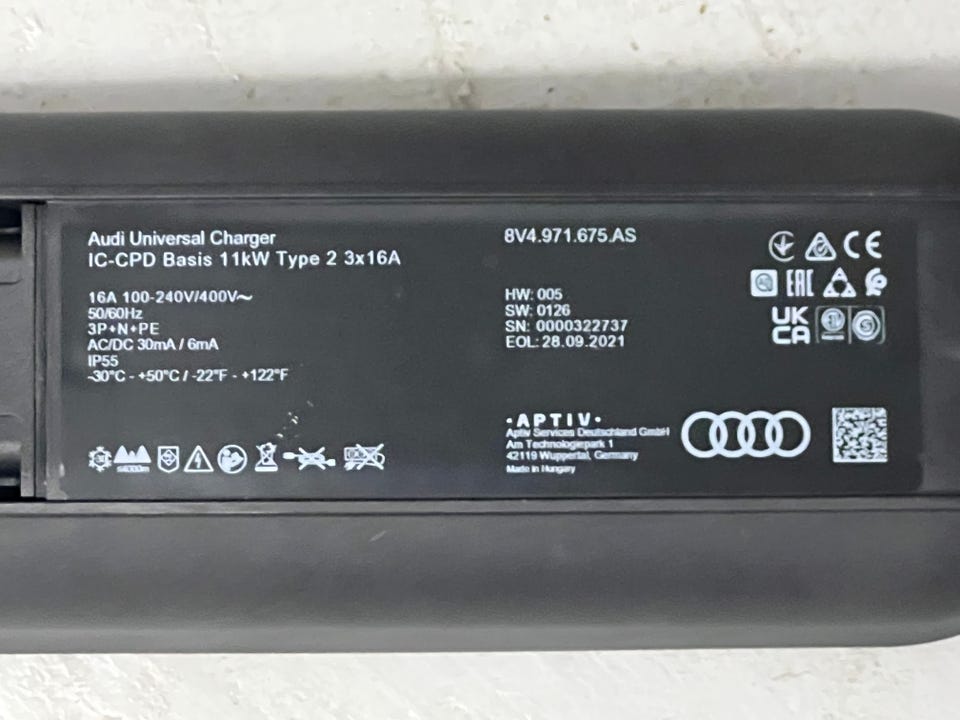 Audi Universal Charger
IC-CPD Basis 11kW Type 2 3x16A
16A 100-240V/400V~
50/60Hz
3P+N+PE
AC/DC 30mA / 6mA
IP55
-30°C - +50°C / -22°F - +122°F
≤4000m
8V4.971.675.AS
HW: 005
SW: 0126
SN: 0000322737
EOL: 28.09.2021
·APTIV·
Aptiv Services Deutschland GmbH
Am Technologiepark 1
42119 Wuppertal, Germany
Made in Hungary
CE
EAC
UK
CA